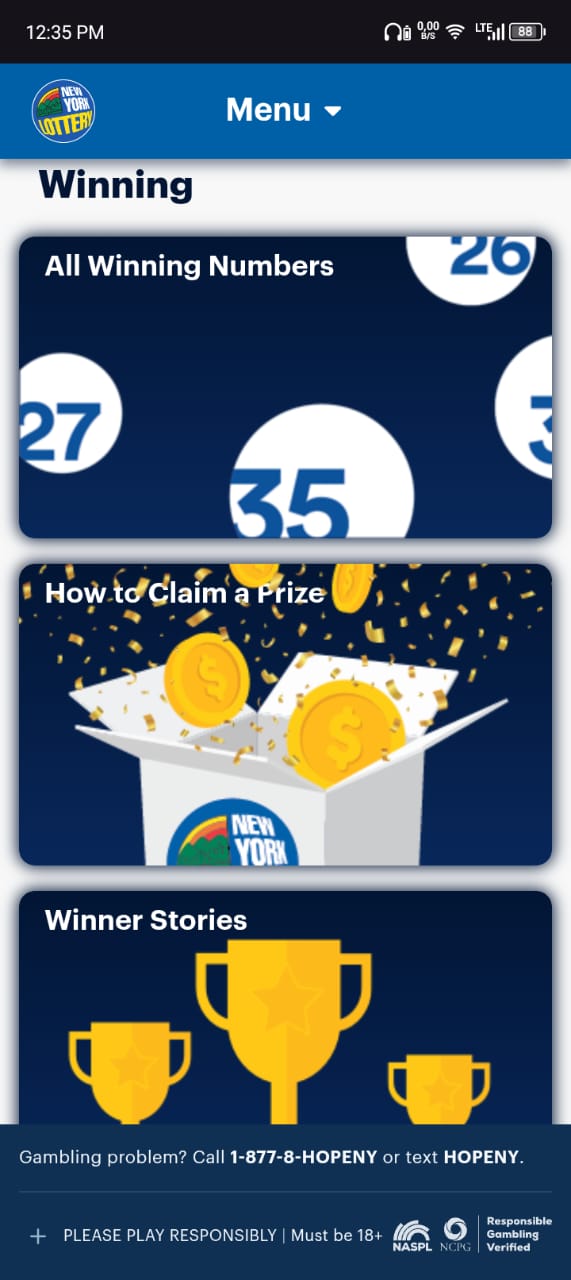 12:35 PM
0,00
B/S
LTE
88
NEW
YORK
LOTTERY
Menu
Winning
All Winning Numbers
26
27
35
3
How to Claim a Prize
$
$
NEW
YORK
Winner Stories
Gambling problem? Call 1-877-8-HOPENY or text HOPENY.
+ PLEASE PLAY RESPONSIBLY | Must be 18+
NASPL
NCPG
Responsible
Gambling
Verified